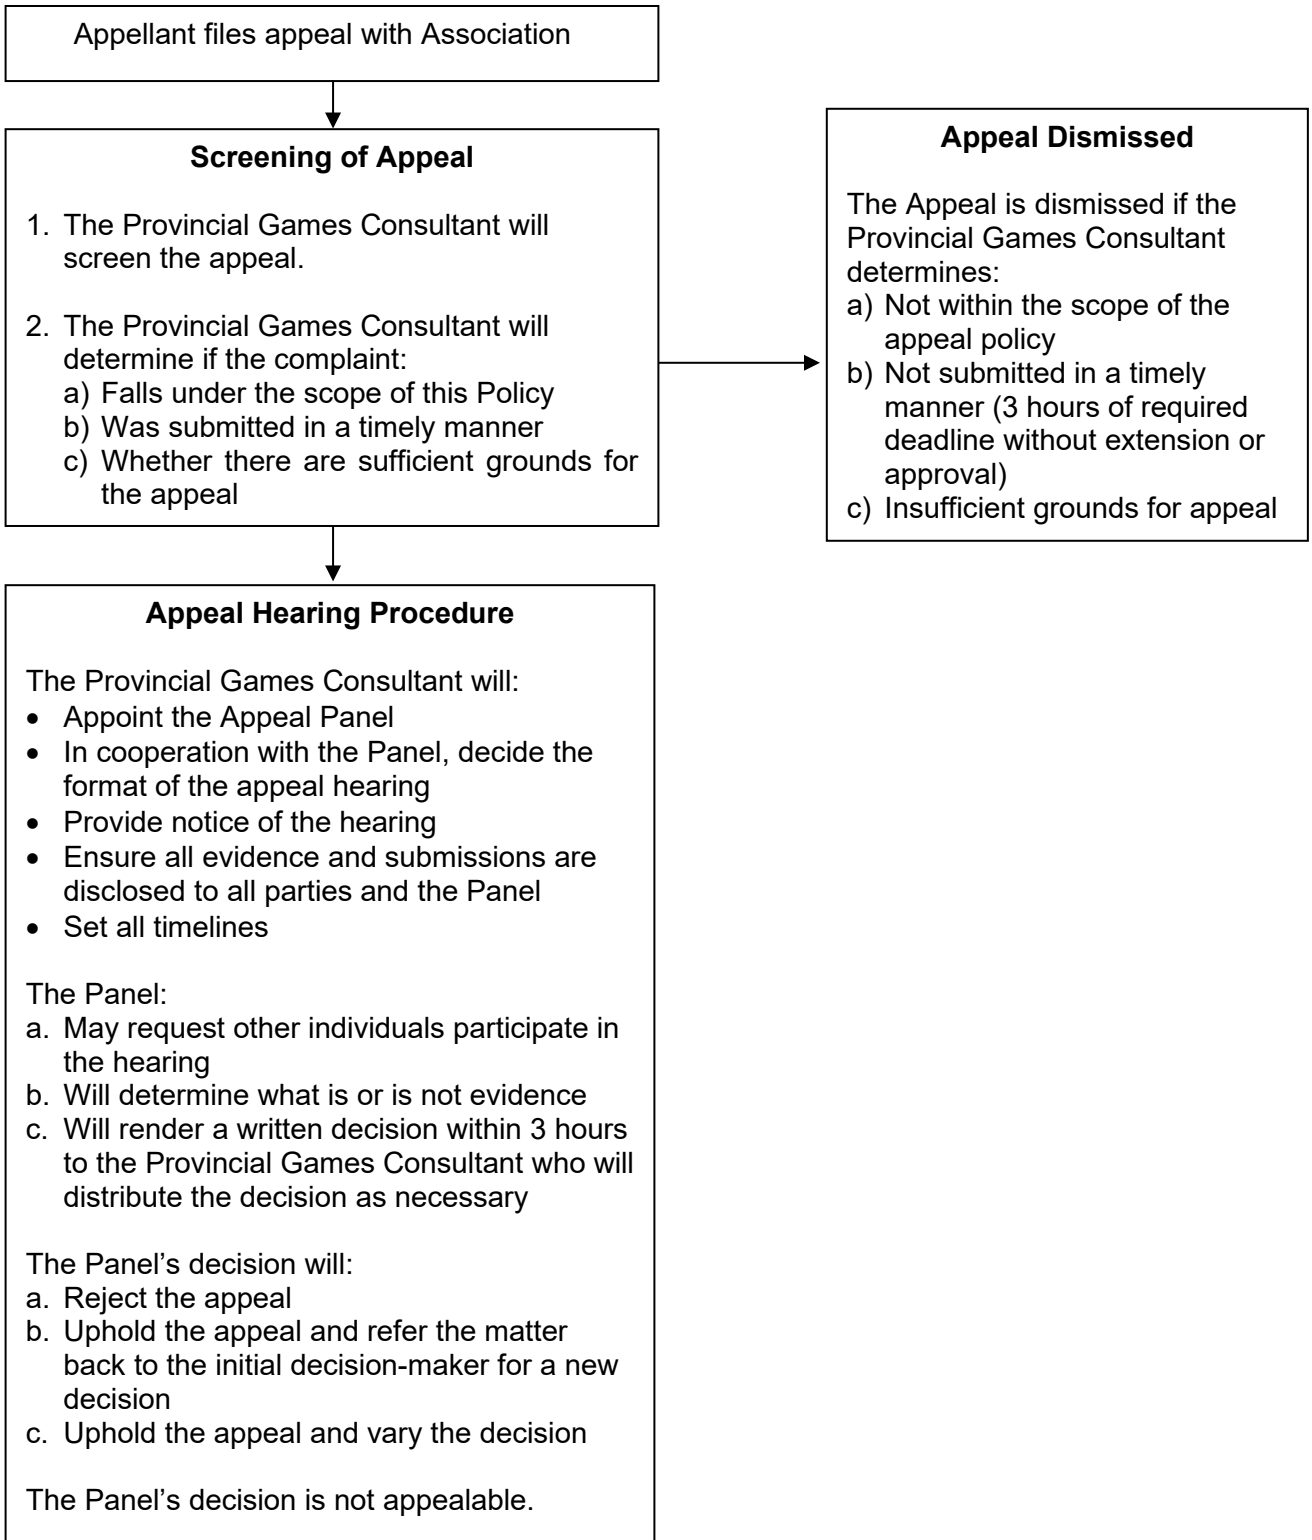 Appellant files appeal with Association
Screening of Appeal
1. The Provincial Games Consultant will
screen the appeal.
2. The Provincial Games Consultant will
determine if the complaint:
a) Falls under the scope of this Policy
b) Was submitted in a timely manner
c) Whether there are sufficient grounds for
the appeal
Appeal Dismissed
The Appeal is dismissed if the
Provincial Games Consultant
determines:
a) Not within the scope of the
appeal policy
b) Not submitted in a timely
manner (3 hours of required
deadline without extension or
approval)
c) Insufficient grounds for appeal
Appeal Hearing Procedure
The Provincial Games Consultant will:
• Appoint the Appeal Panel
• In cooperation with the Panel, decide the
format of the appeal hearing
• Provide notice of the hearing
• Ensure all evidence and submissions are
disclosed to all parties and the Panel
• Set all timelines
The Panel:
a. May request other individuals participate in
the hearing
b. Will determine what is or is not evidence
c. Will render a written decision within 3 hours
to the Provincial Games Consultant who will
distribute the decision as necessary
The Panel’s decision will:
a. Reject the appeal
b. Uphold the appeal and refer the matter
back to the initial decision-maker for a new
decision
c. Uphold the appeal and vary the decision
The Panel’s decision is not appealable.